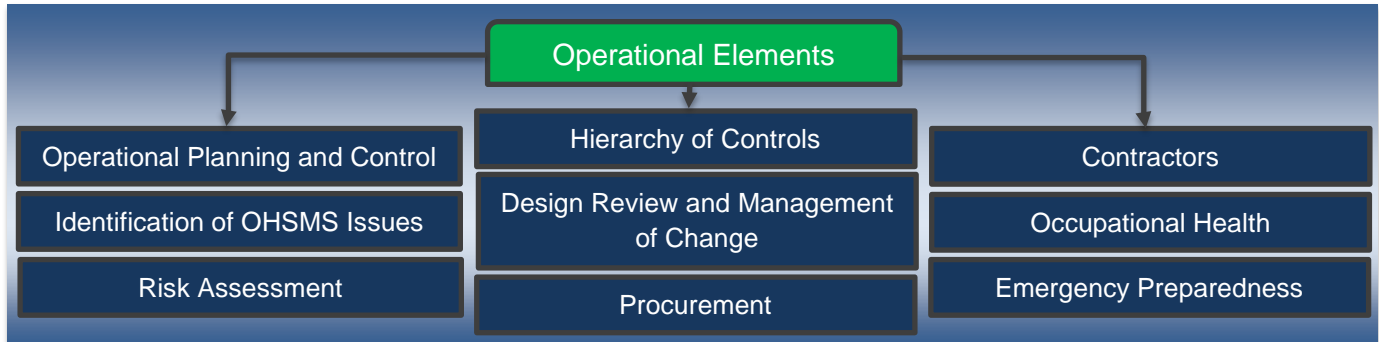 Operational Elements
Operational Planning and Control
Identification of OHSMS Issues
Risk Assessment
Hierarchy of Controls
Design Review and Management
of Change
Procurement
Contractors
Occupational Health
Emergency Preparedness